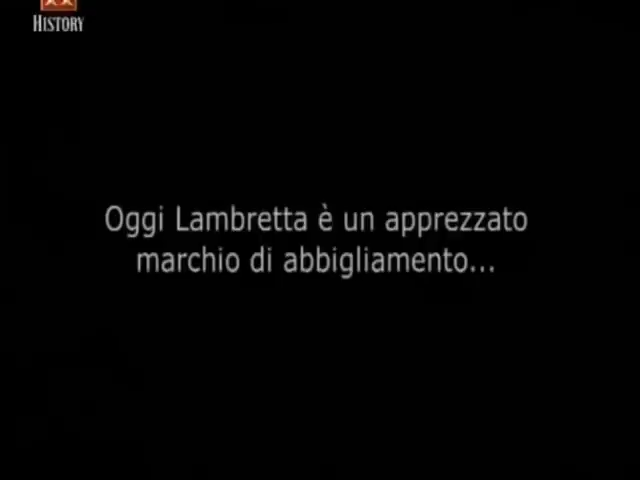 HISTORY
Oggi Lambretta è un apprezzato
marchio di abbigliamento...